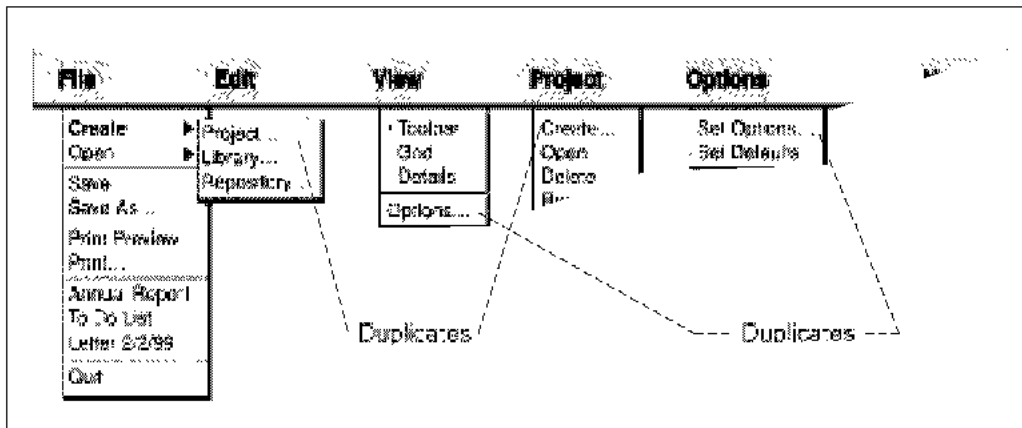 File Edit View Project Options
Create
Open
Save
Save As...
Print Preview
Print...
Annual Report
To Do List
Letter 2/2/99
Quit
Project...
Library...
Repository...
Toolbar
Grid
Details
Options...
Create...
Open
Delete
Set Options...
Set Defaults
Duplicates
Duplicates